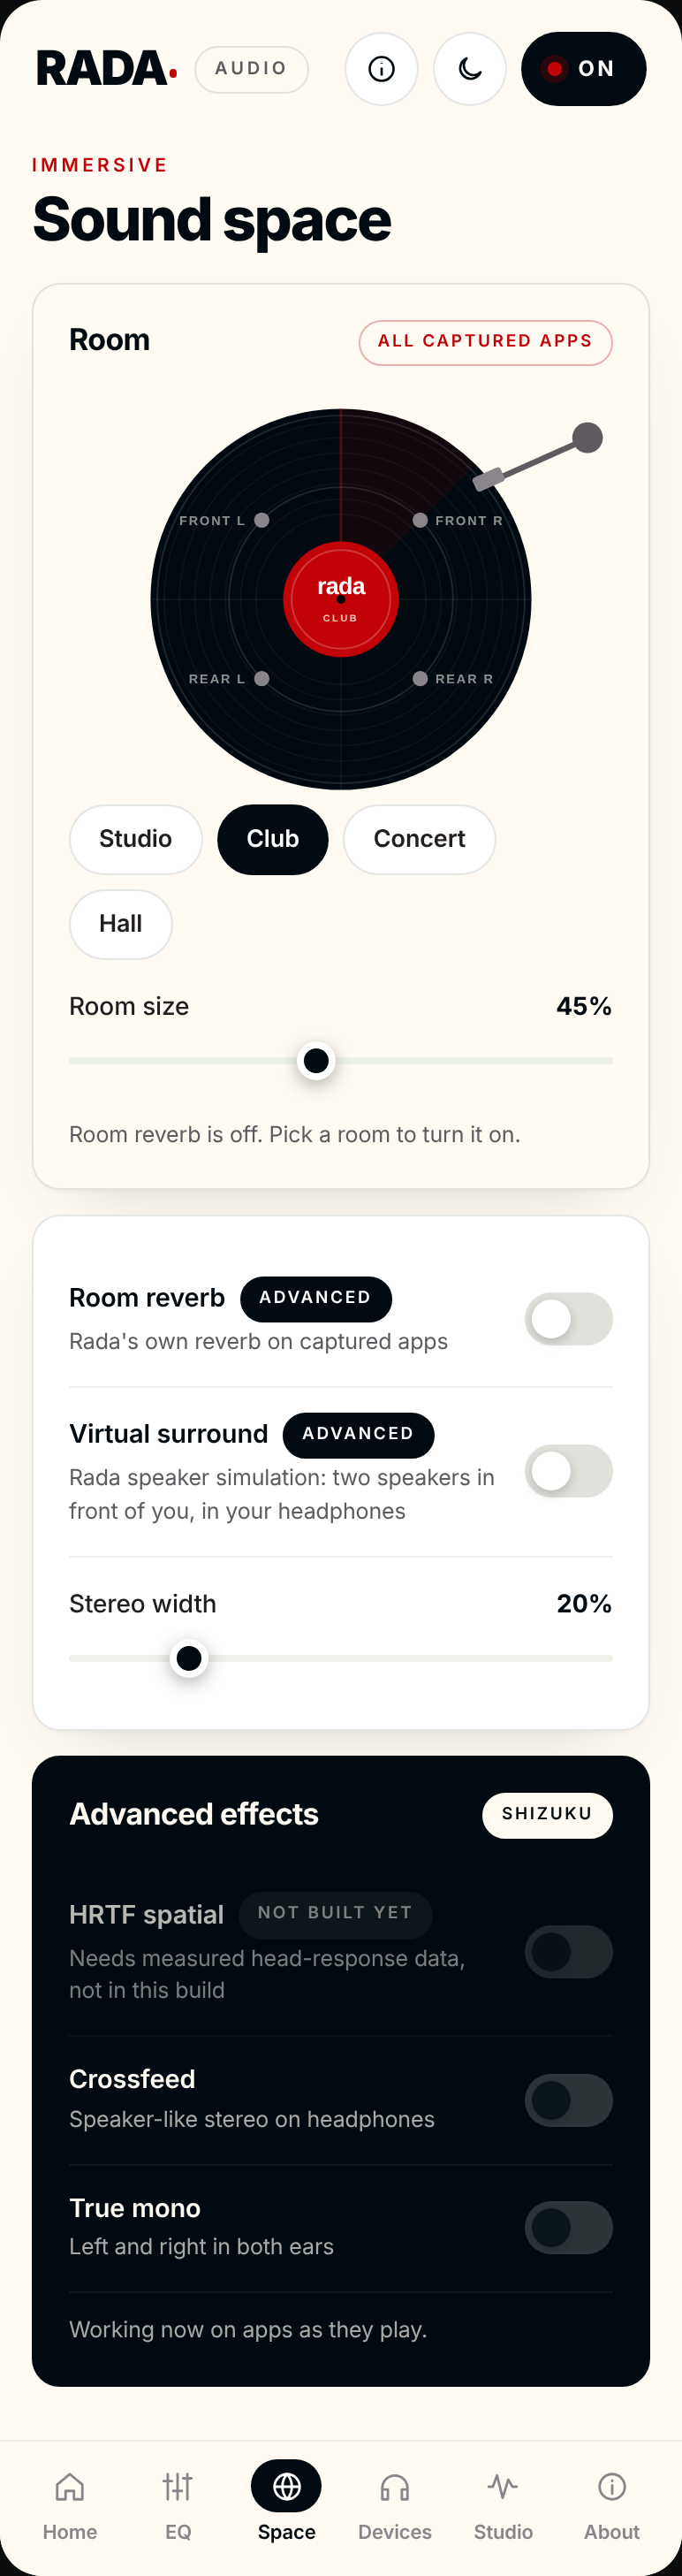 RADA. AUDIO ON
IMMERSIVE
Sound space
Room ALL CAPTURED APPS
FRONT L FRONT R
rada
CLUB
REAR L REAR R
Studio Club Concert
Hall
Room size 45%
Room reverb is off. Pick a room to turn it on.
Room reverb ADVANCED
Rada's own reverb on captured apps
Virtual surround ADVANCED
Rada speaker simulation: two speakers in
front of you, in your headphones
Stereo width 20%
Advanced effects SHIZUKU
HRTF spatial NOT BUILT YET
Needs measured head-response data,
not in this build
Crossfeed
Speaker-like stereo on headphones
True mono
Left and right in both ears
Working now on apps as they play.
Home EQ Space Devices Studio About